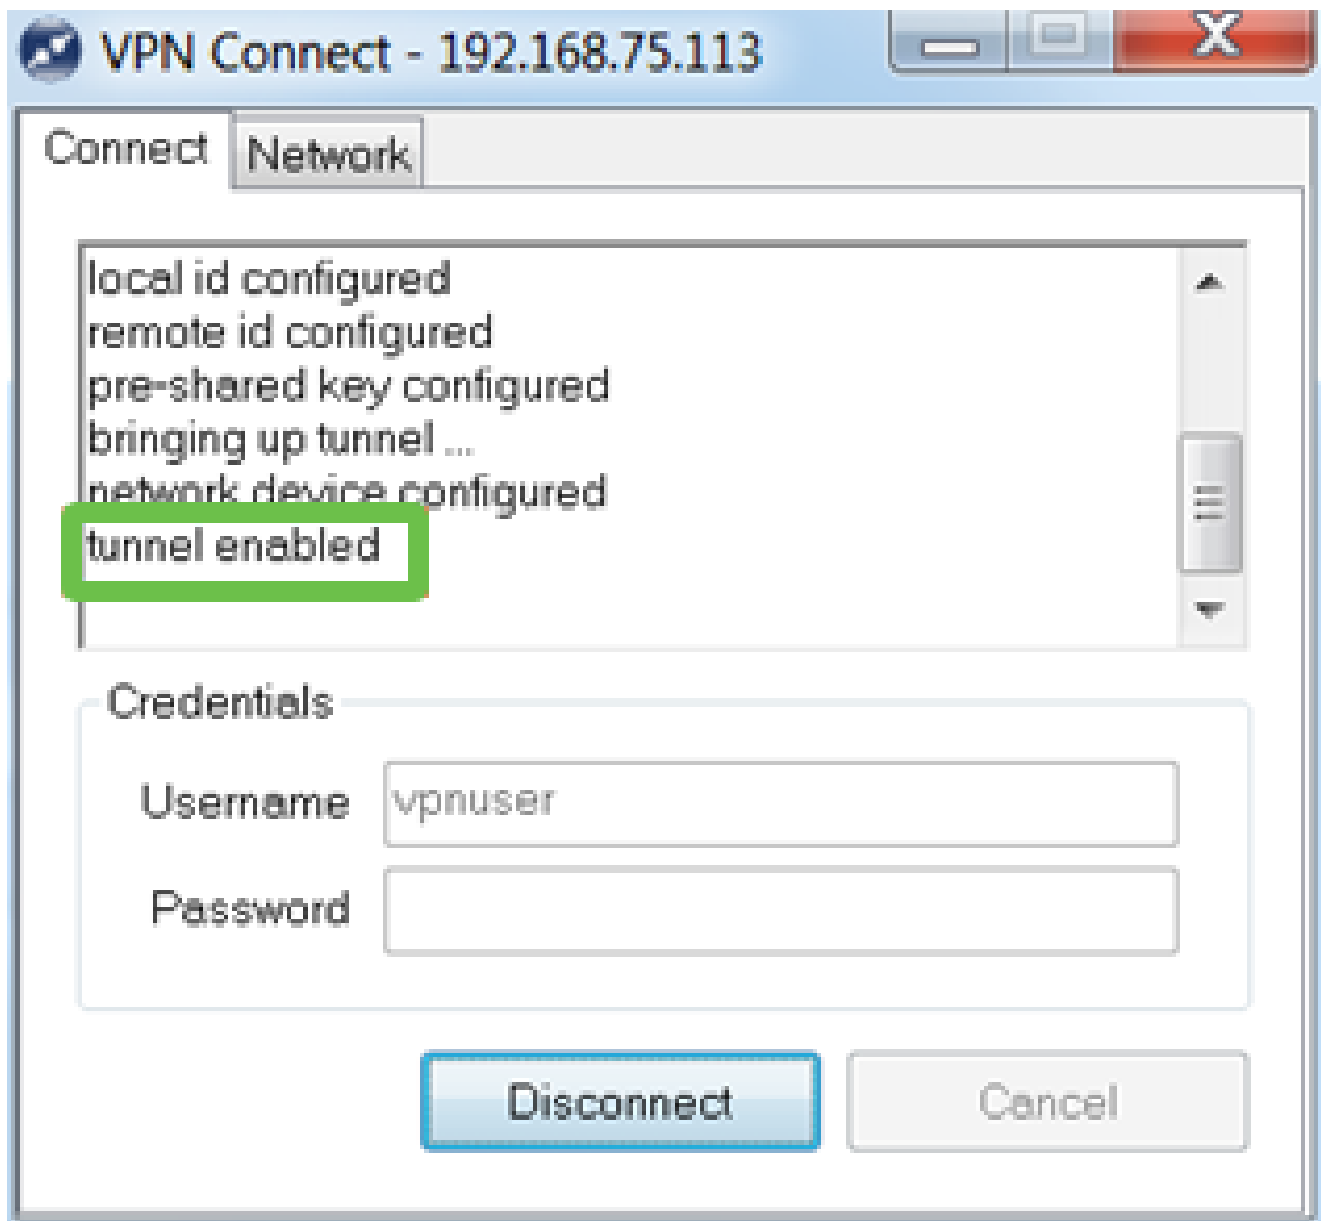 VPN Connect - 192.168.75.113
Connect
Network
local id configured
remote id configured
pre-shared key configured
bringing up tunnel ...
network device configured
tunnel enabled
Credentials
Username
vpnuser
Password
Disconnect
Cancel